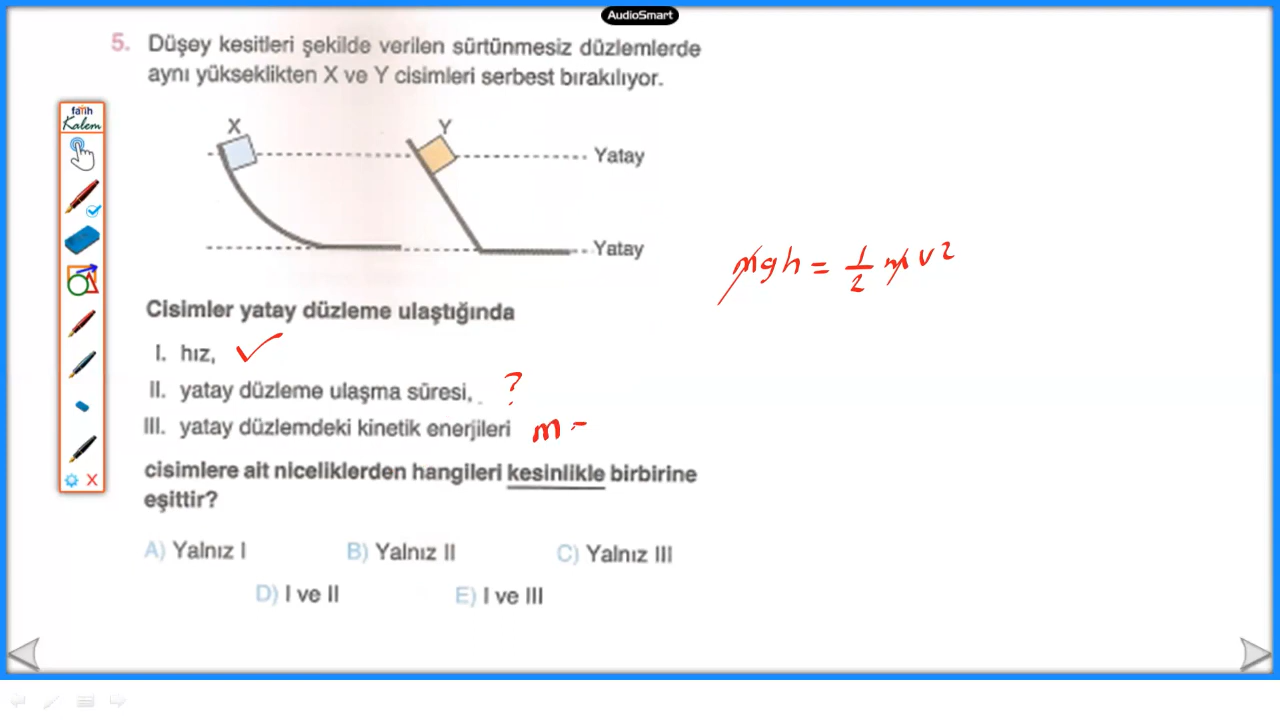 AudioSmart
5. Düşey kesitleri şekilde verilen sürtünmesiz düzlemlerde
aynı yükseklikten X ve Y cisimleri serbest bırakılıyor.
fatih
Kalem
X
Y
Yatay
Yatay
mgh = 1/2 mv2
Cisimler yatay düzleme ulaştığında
I. hız, ✓
II. yatay düzleme ulaşma süresi, ?
III. yatay düzlemdeki kinetik enerjileri m =
cisimlere ait niceliklerden hangileri kesinlikle birbirine
eşittir?
A) Yalnız I B) Yalnız II C) Yalnız III
D) I ve II E) I ve III